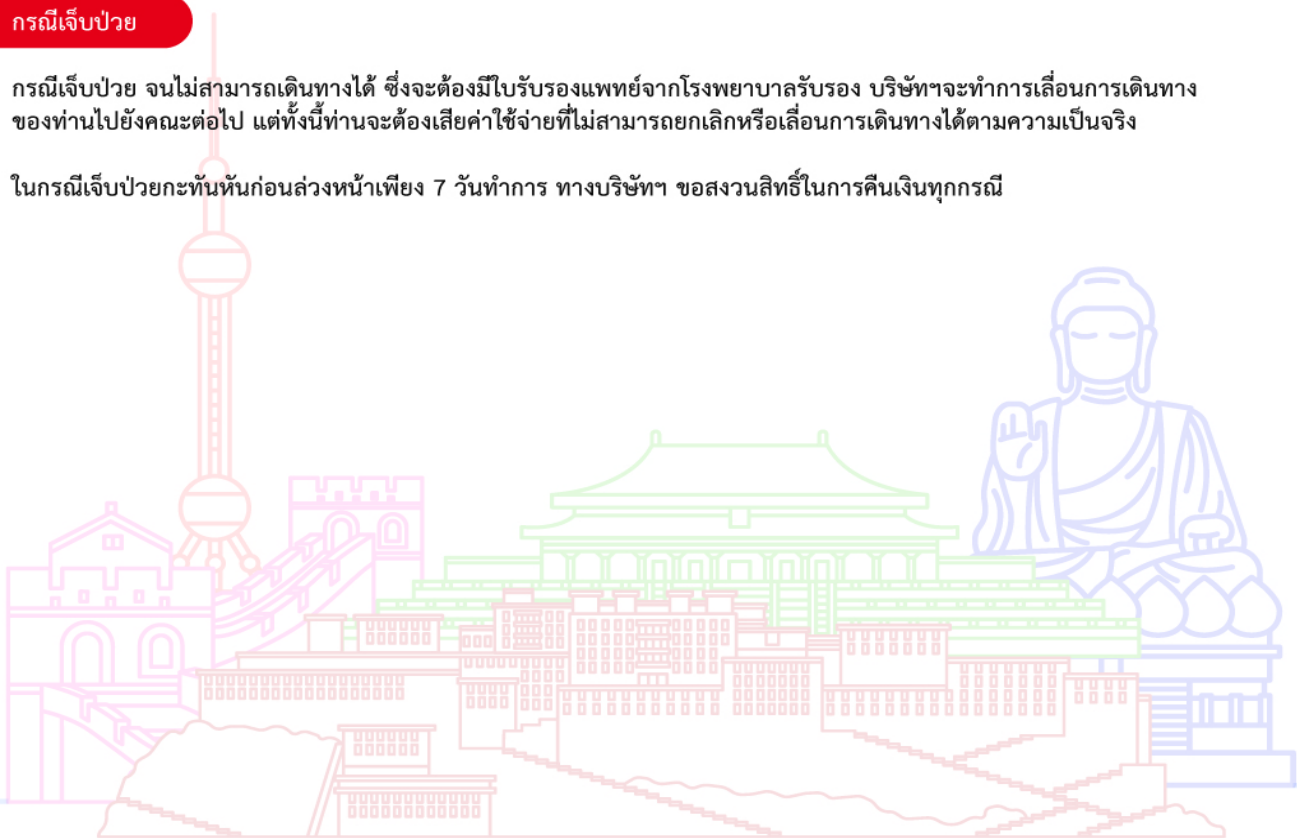 กรณีเจ็บป่วย
กรณีเจ็บป่วย จนไม่สามารถเดินทางได้ ซึ่งจะต้องมีใบรับรองแพทย์จากโรงพยาบาลรับรอง บริษัทฯจะทำการเลื่อนการเดินทาง
ของท่านไปยังคณะต่อไป แต่ทั้งนี้ท่านจะต้องเสียค่าใช้จ่ายที่ไม่สามารถยกเลิกหรือเลื่อนการเดินทางได้ตามความเป็นจริง
ในกรณีเจ็บป่วยกะทันหันก่อนล่วงหน้าเพียง 7 วันทำการ ทางบริษัทฯ ขอสงวนสิทธิ์ในการคืนเงินทุกกรณี